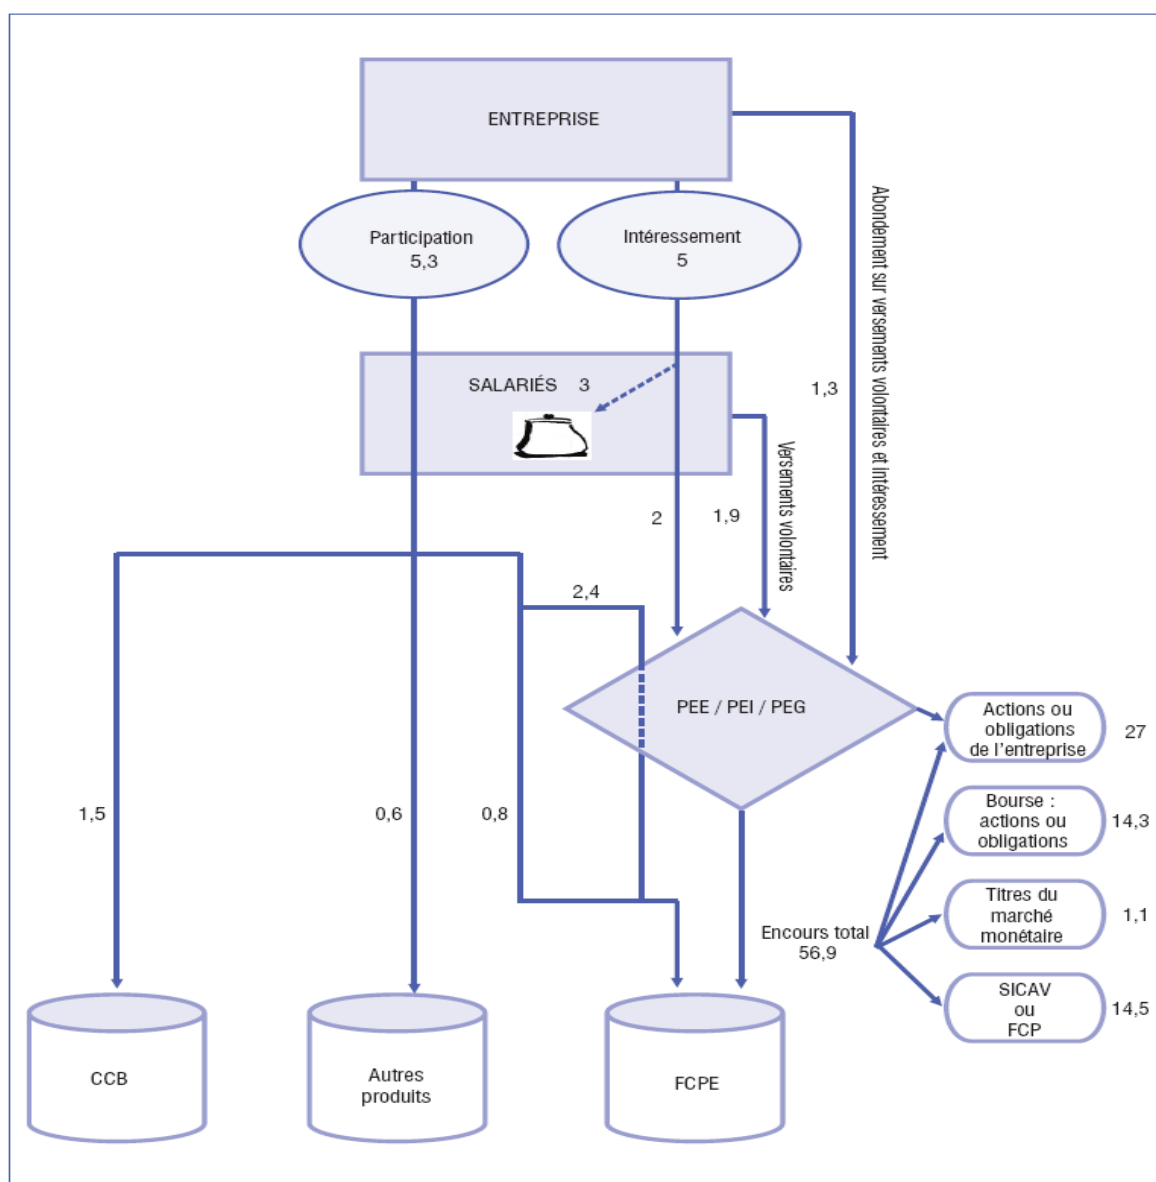 ENTREPRISE
Participation
5,3
Intéressement
5
Abondement sur versements volontaires et intéressement
1,3
SALARIÉS 3
Versements volontaires
2
1,9
2,4
PEE / PEI / PEG
Actions ou
obligations
de l'entreprise
27
1,5
0,6
0,8
Bourse :
actions ou
obligations
14,3
Titres du
marché
monétaire
1,1
Encours total
56,9
SICAV
ou
FCP
14,5
CCB
Autres
produits
FCPE